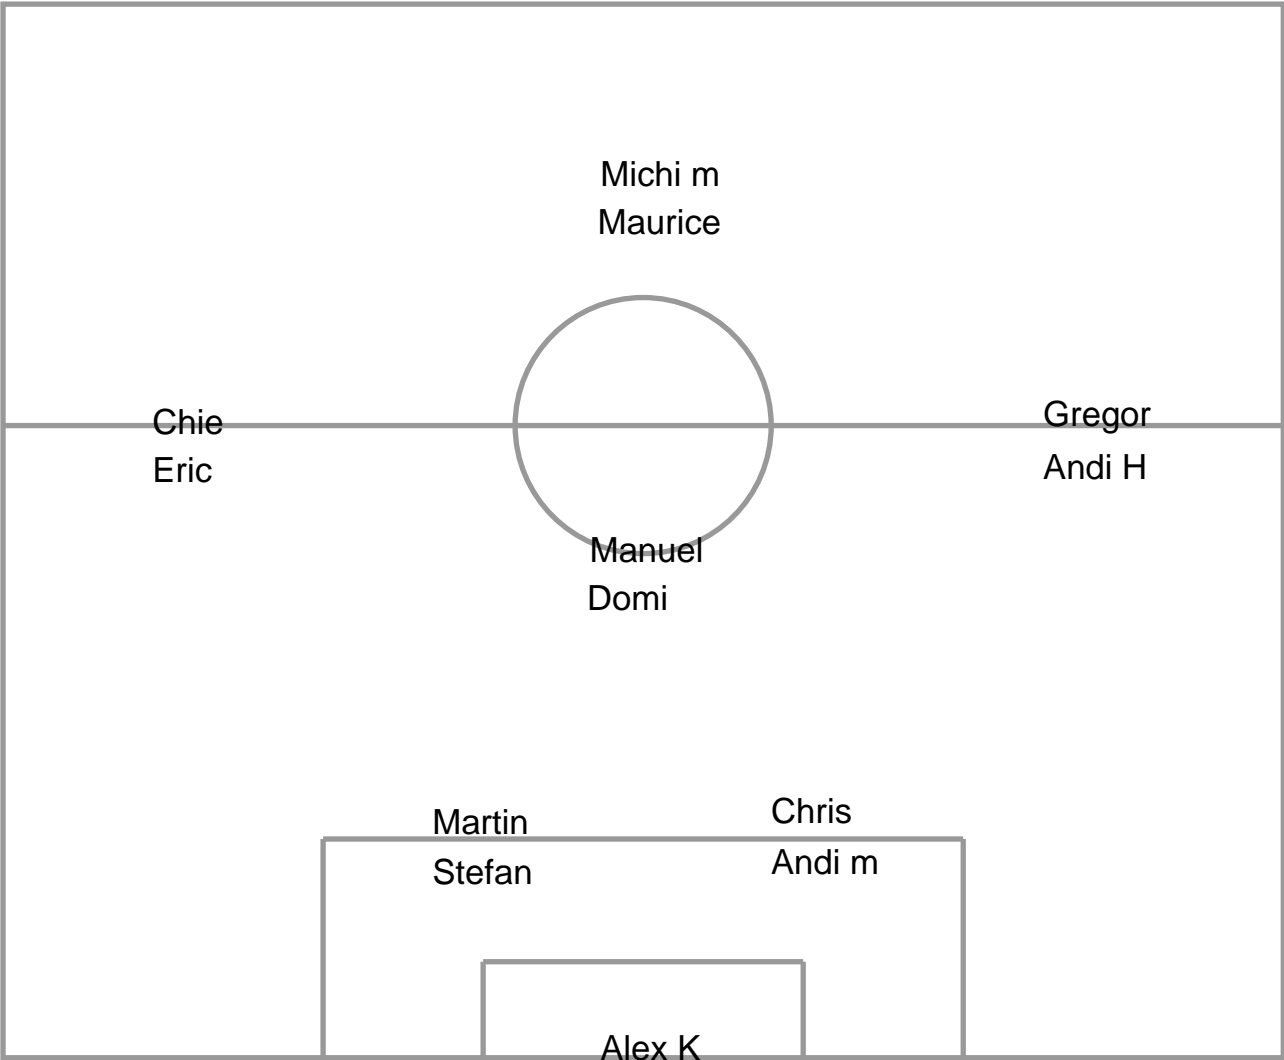 Michi m
Maurice
Chie
Eric
Gregor
Andi H
Manuel
Domi
Martin
Stefan
Chris
Andi m
Alex K